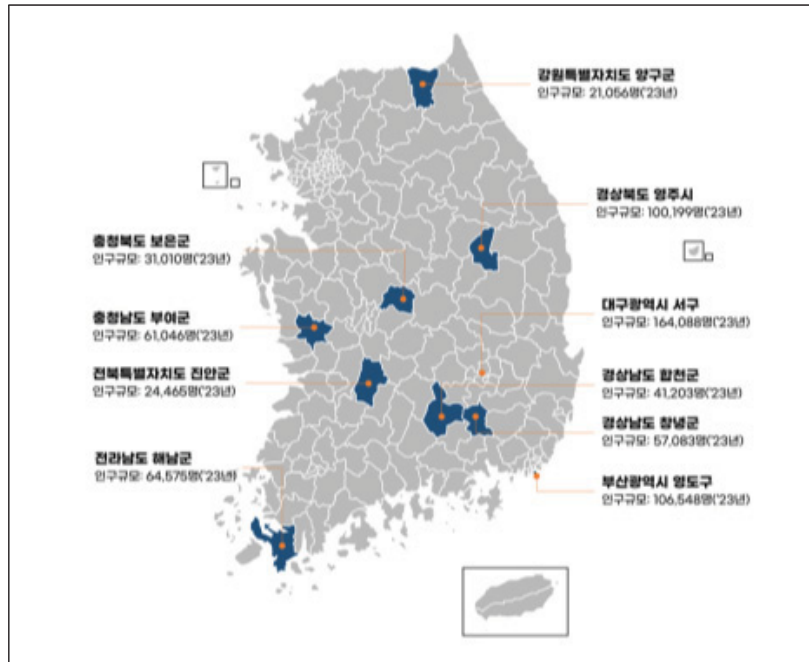 강원특별자치도 양구군
인구규모: 21,056명('23년)
경상북도 영주시
인구규모: 100,199명('23년)
충청북도 보은군
인구규모: 31,010명('23년)
대구광역시 서구
인구규모: 164,088명('23년)
충청남도 부여군
인구규모: 61,046명('23년)
전북특별자치도 진안군
인구규모: 24,465명('23년)
경상남도 합천군
인구규모: 41,203명('23년)
경상남도 창녕군
인구규모: 57,083명('23년)
전라남도 해남군
인구규모: 64,575명('23년)
부산광역시 영도구
인구규모: 106,548명('23년)